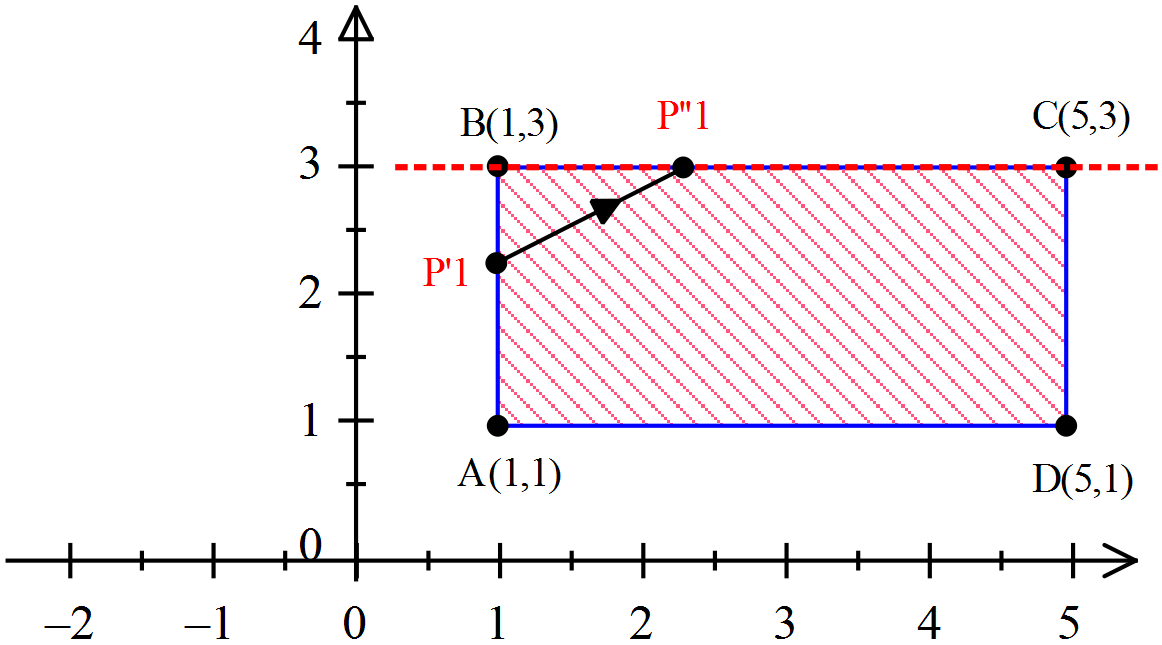 4
B(1,3)
P"1
C(5,3)
3
P'1
2
1
A(1,1)
D(5,1)
0
–2 –1 0 1 2 3 4 5